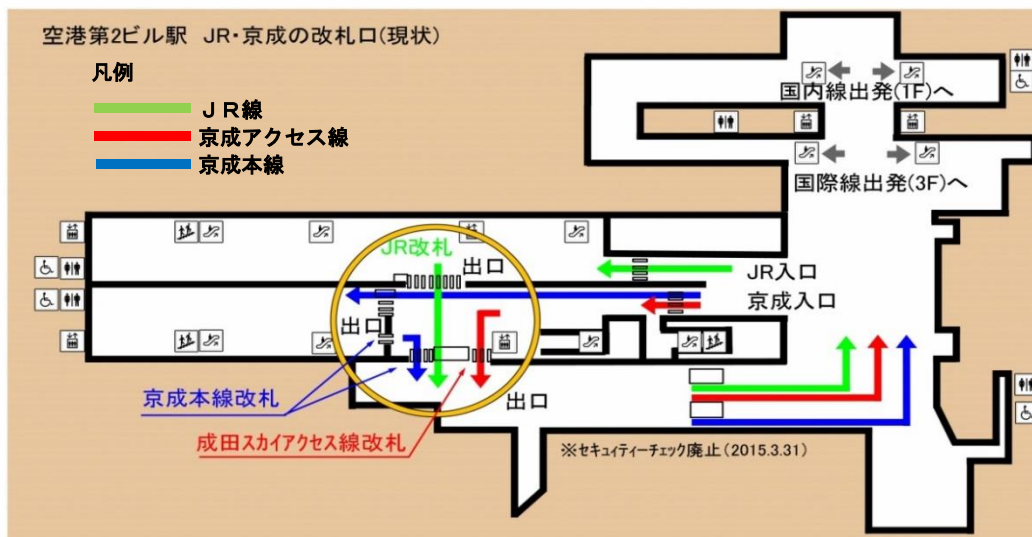 空港第2ビル駅 JR・京成の改札口(現状)
凡例
JR線
京成アクセス線
京成本線
国内線出発(1F)へ
国際線出発(3F)へ
JR改札
出口
JR入口
京成入口
出口
京成本線改札
出口
成田スカイアクセス線改札
※セキュィティーチェック廃止(2015.3.31)